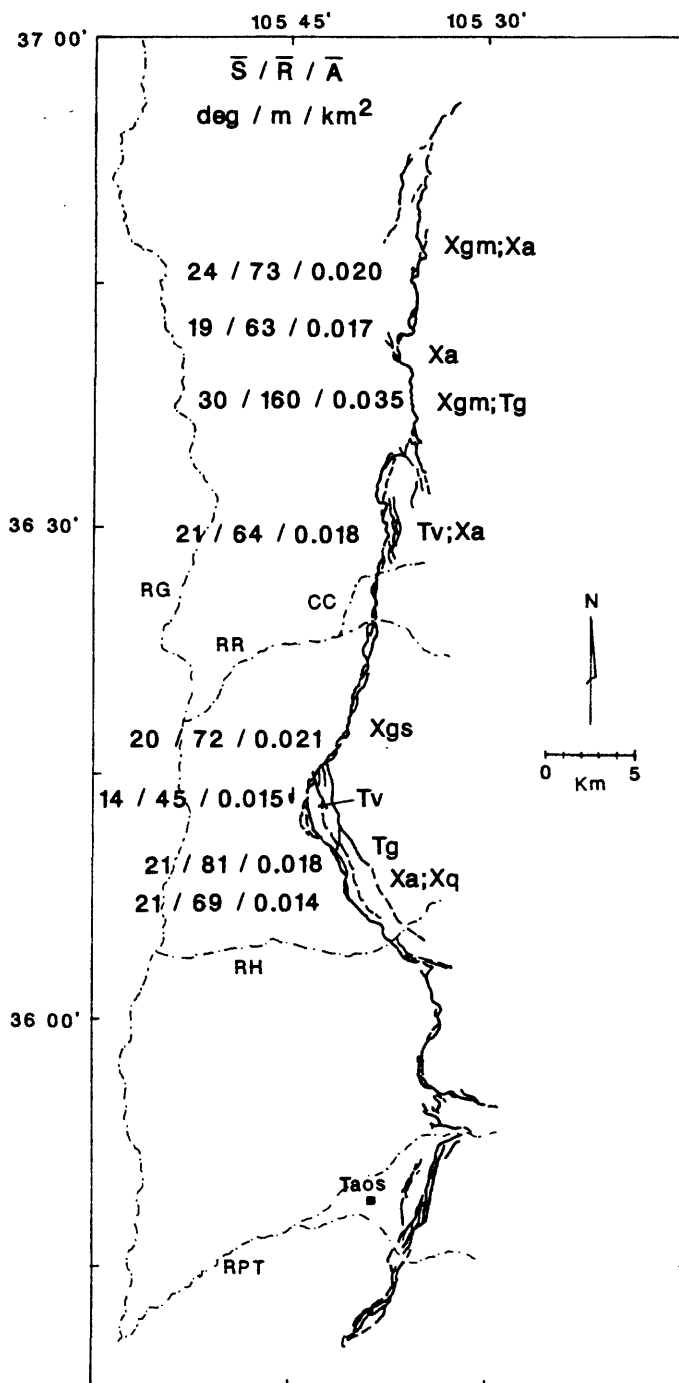 105 45' 105 30'
37 00'
S̅ / R̅ / A̅
deg / m / km²
Xgm;Xa
24 / 73 / 0.020
19 / 63 / 0.017
Xa
30 / 160 / 0.035 Xgm;Tg
36 30'
21 / 64 / 0.018 Tv;Xa
RG
CC
N
RR
Xgs
20 / 72 / 0.021
0 5
Km
14 / 45 / 0.015 Tv
Tg
21 / 81 / 0.018
Xa;Xq
21 / 69 / 0.014
RH
36 00'
Taos
RPT